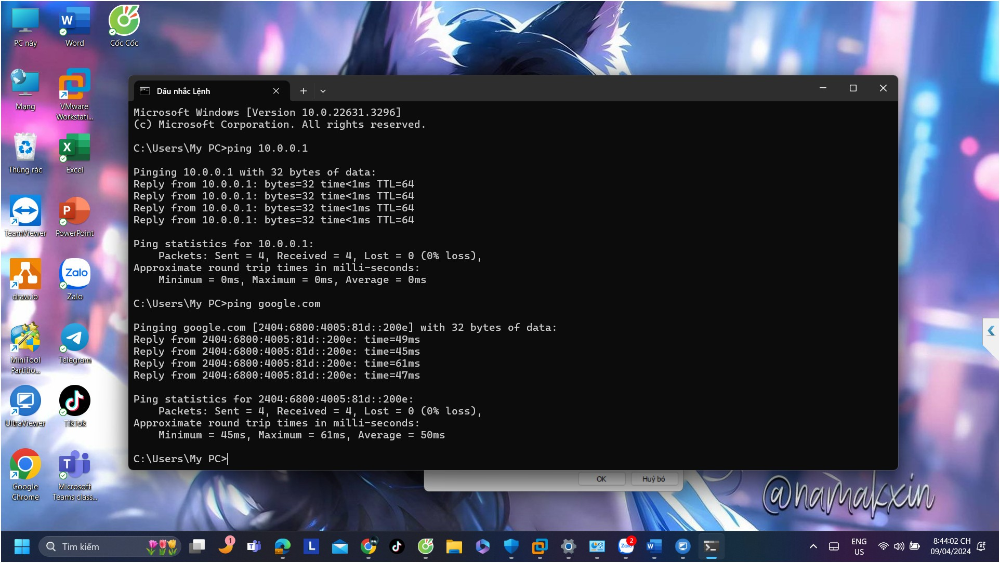 PC này
Word
Cốc Cốc
Mạng
VMware
Workstati...
Thùng rác
Excel
TeamViewer
PowerPoint
draw.io
Zalo
Zalo
MiniTool
Partitio...
Telegram
UltraViewer
TikTok
Google
Chrome
Microsoft
Teams class...
Dấu nhắc Lệnh
Microsoft Windows [Version 10.0.22631.3296]
(c) Microsoft Corporation. All rights reserved.
C:\Users\My PC>ping 10.0.0.1
Pinging 10.0.0.1 with 32 bytes of data:
Reply from 10.0.0.1: bytes=32 time<1ms TTL=64
Reply from 10.0.0.1: bytes=32 time<1ms TTL=64
Reply from 10.0.0.1: bytes=32 time<1ms TTL=64
Reply from 10.0.0.1: bytes=32 time<1ms TTL=64
Ping statistics for 10.0.0.1:
Packets: Sent = 4, Received = 4, Lost = 0 (0% loss),
Approximate round trip times in milli-seconds:
Minimum = 0ms, Maximum = 0ms, Average = 0ms
C:\Users\My PC>ping google.com
Pinging google.com [2404:6800:4005:81d::200e] with 32 bytes of data:
Reply from 2404:6800:4005:81d::200e: time=49ms
Reply from 2404:6800:4005:81d::200e: time=45ms
Reply from 2404:6800:4005:81d::200e: time=61ms
Reply from 2404:6800:4005:81d::200e: time=47ms
Ping statistics for 2404:6800:4005:81d::200e:
Packets: Sent = 4, Received = 4, Lost = 0 (0% loss),
Approximate round trip times in milli-seconds:
Minimum = 45ms, Maximum = 61ms, Average = 50ms
C:\Users\My PC>
OK
Huỷ bỏ
@namakxin
Tìm kiếm
1
L
Zalo
2
ENG
US
8:44:02 CH
09/04/2024